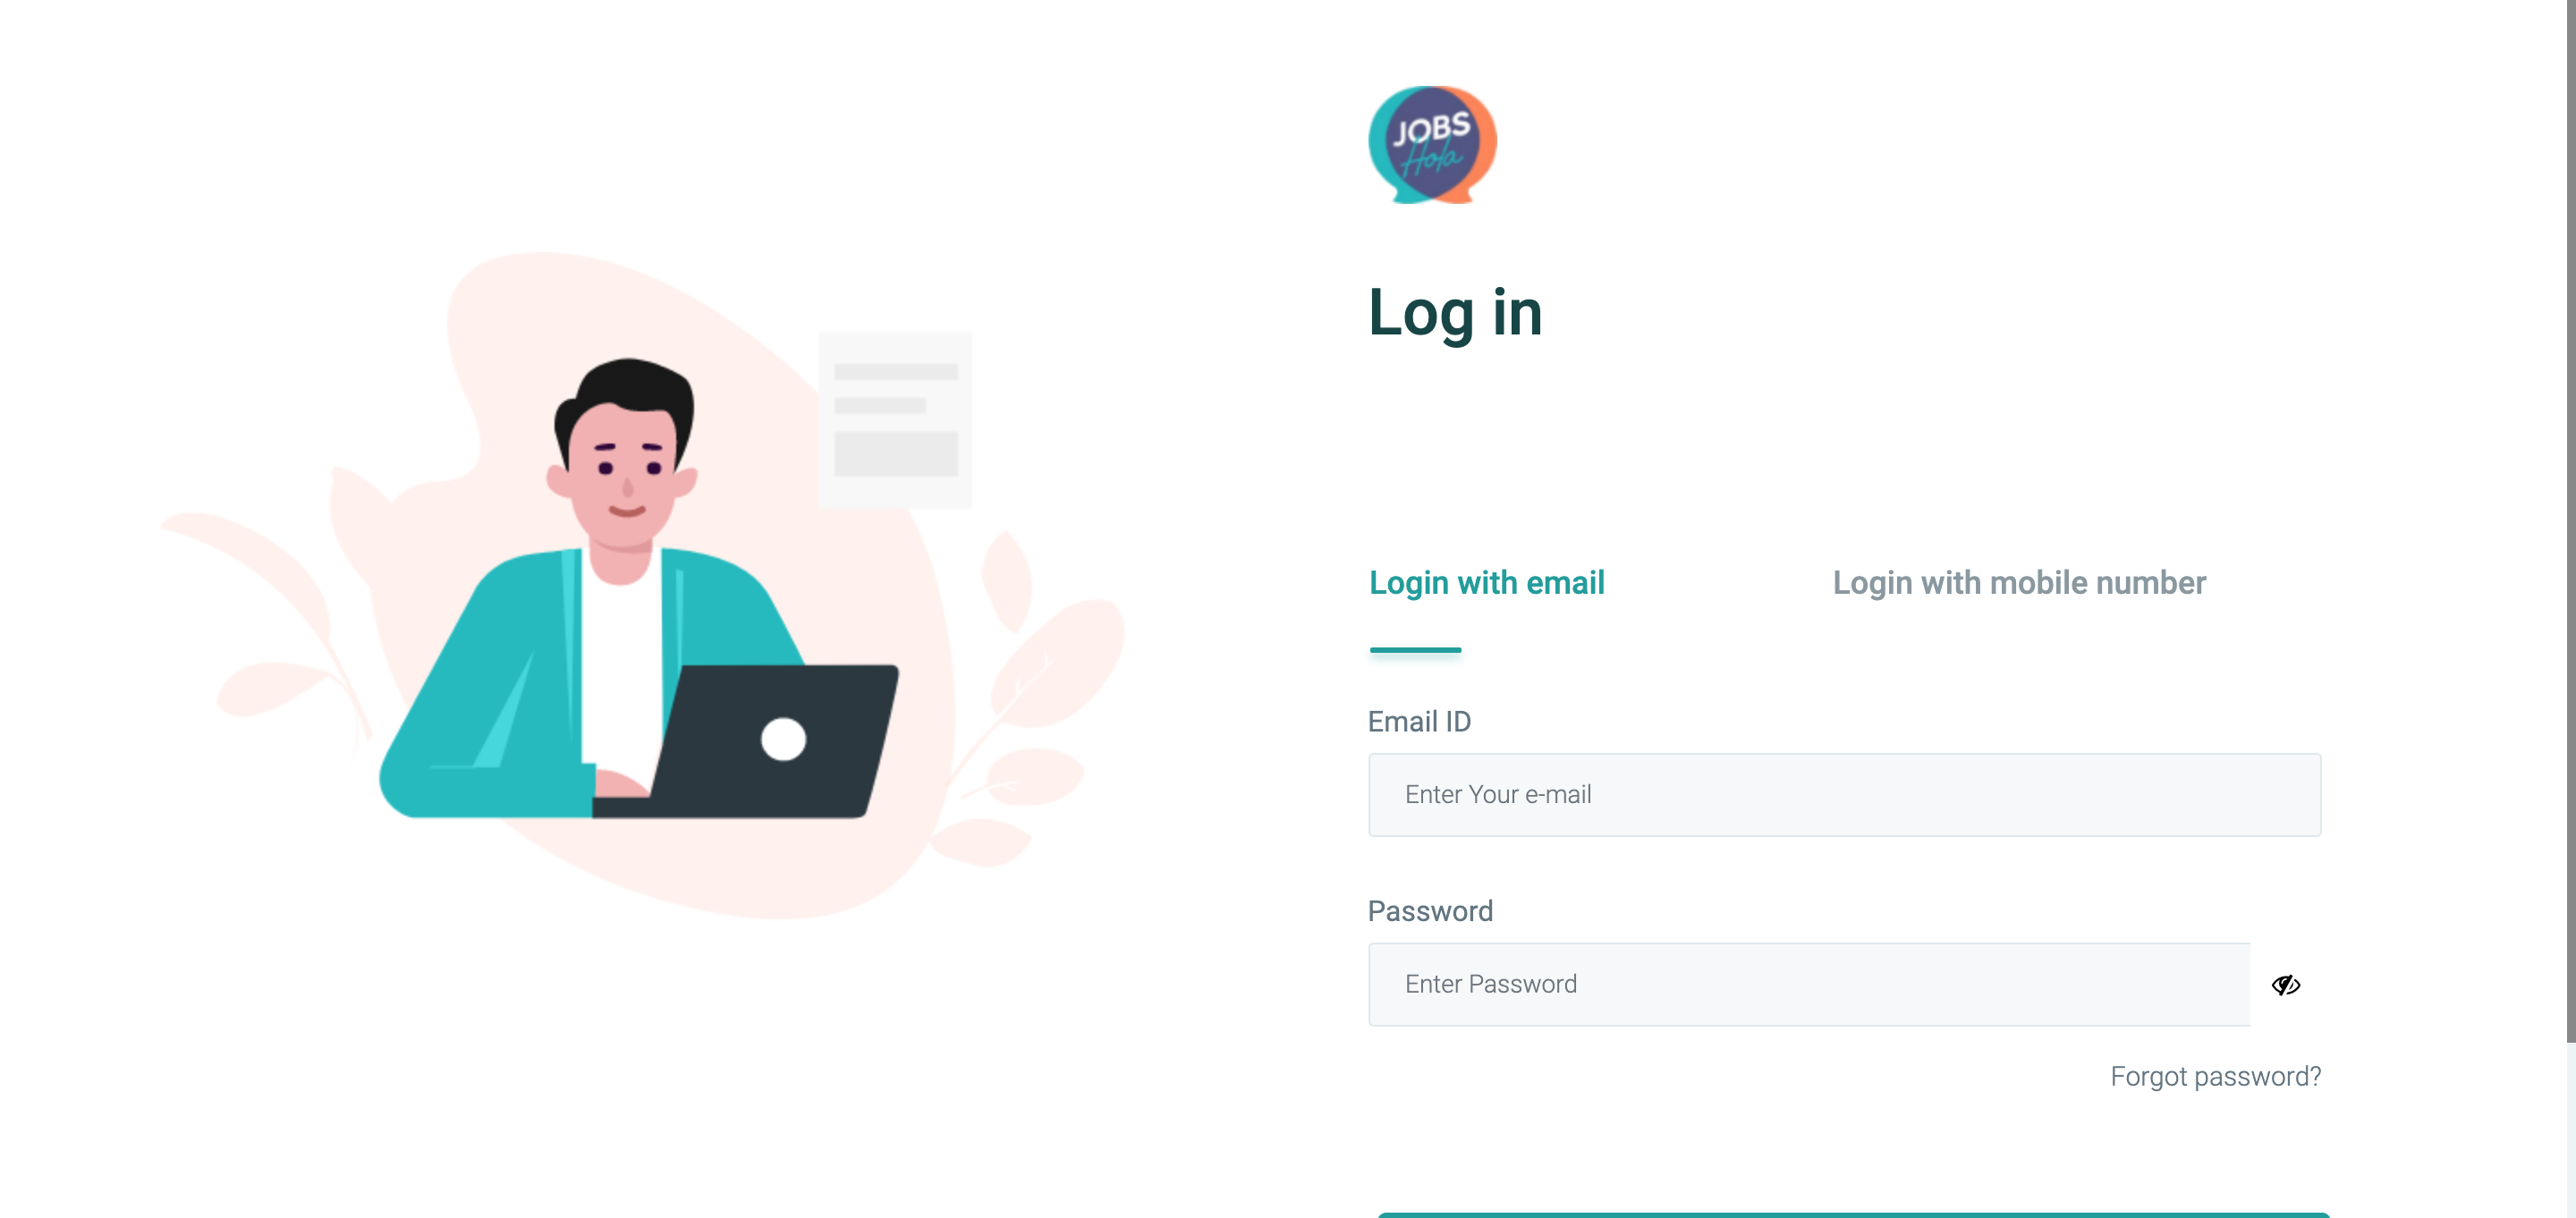 JOBS
Hola
Log in
Login with email
Login with mobile number
Email ID
Enter Your e-mail
Password
Enter Password
Forgot password?